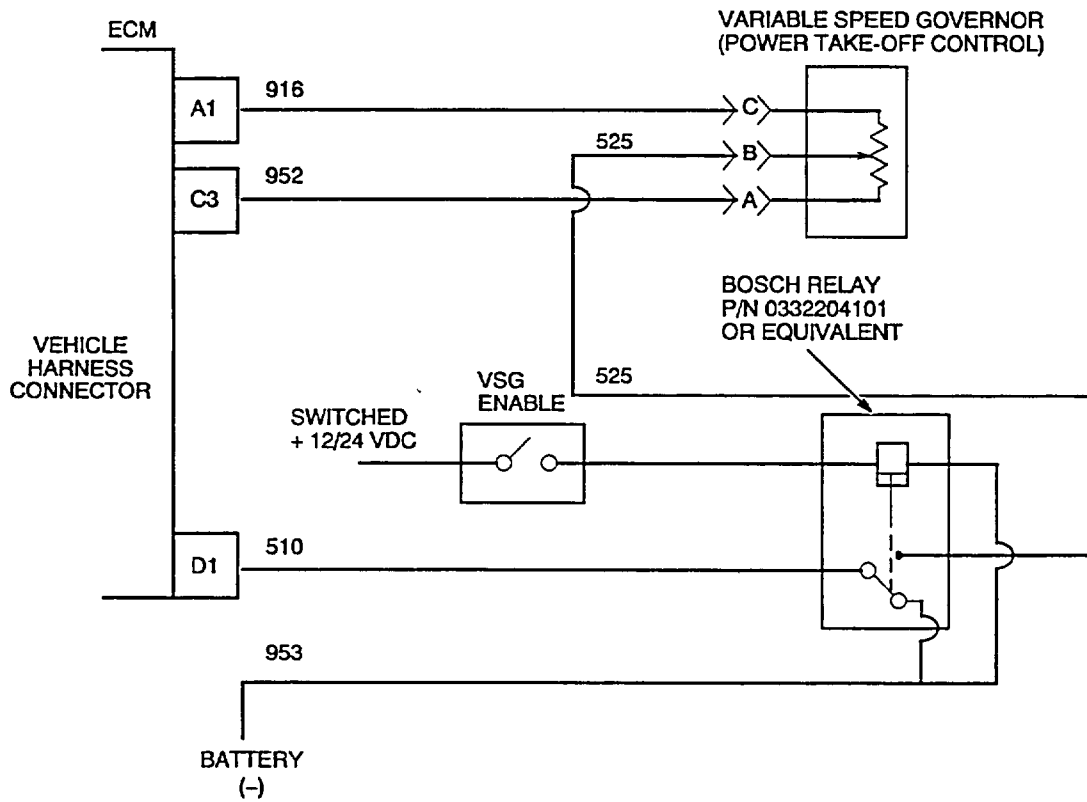 ECM
VARIABLE SPEED GOVERNOR
(POWER TAKE-OFF CONTROL)
A1
916
C
525
B
C3
952
A
BOSCH RELAY
P/N 0332204101
OR EQUIVALENT
VEHICLE
HARNESS
CONNECTOR
525
VSG
ENABLE
SWITCHED
+ 12/24 VDC
D1
510
953
BATTERY
(–)